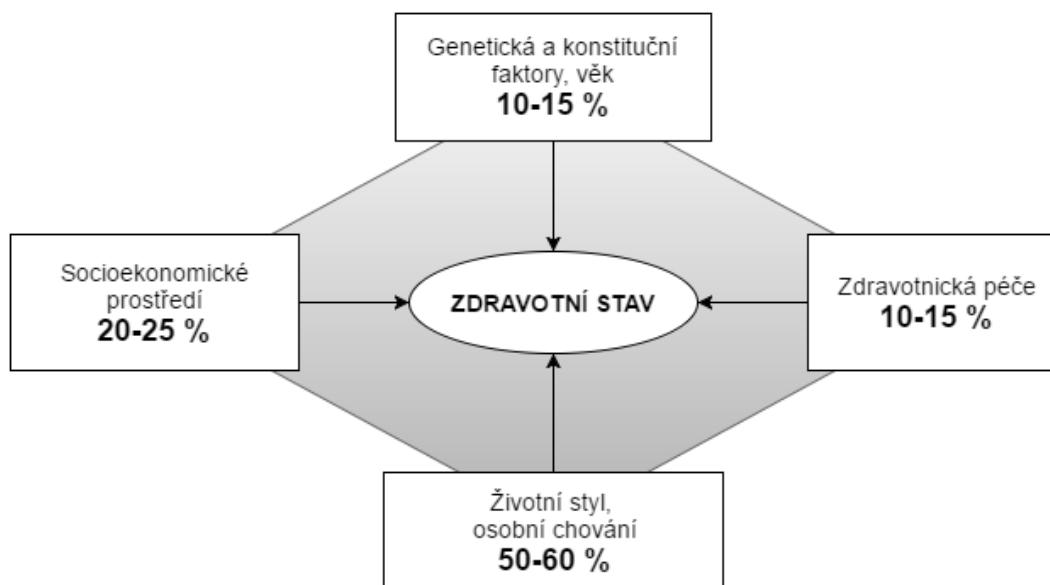 Genetická a konstituční
faktory, věk
10-15 %
Socioekonomické
prostředí
20-25 %
ZDRAVOTNÍ STAV
Zdravotnická péče
10-15 %
Životní styl,
osobní chování
50-60 %